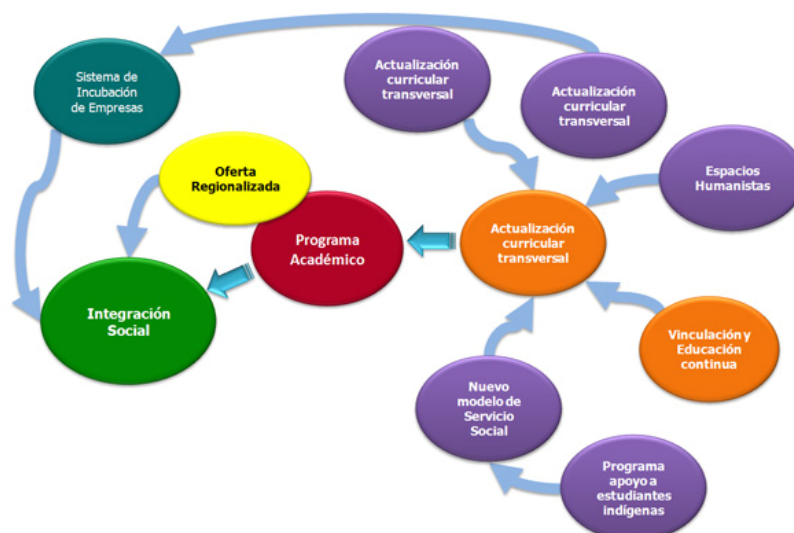 Sistema de
Incubación
de Empresas
Actualización
curricular
transversal
Actualización
curricular
transversal
Espacios
Humanistas
Oferta
Regionalizada
Programa
Académico
Actualización
curricular
transversal
Integración
Social
Vinculación y
Educación
continua
Nuevo
modelo de
Servicio
Social
Programa
apoyo a
estudiantes
indígenas